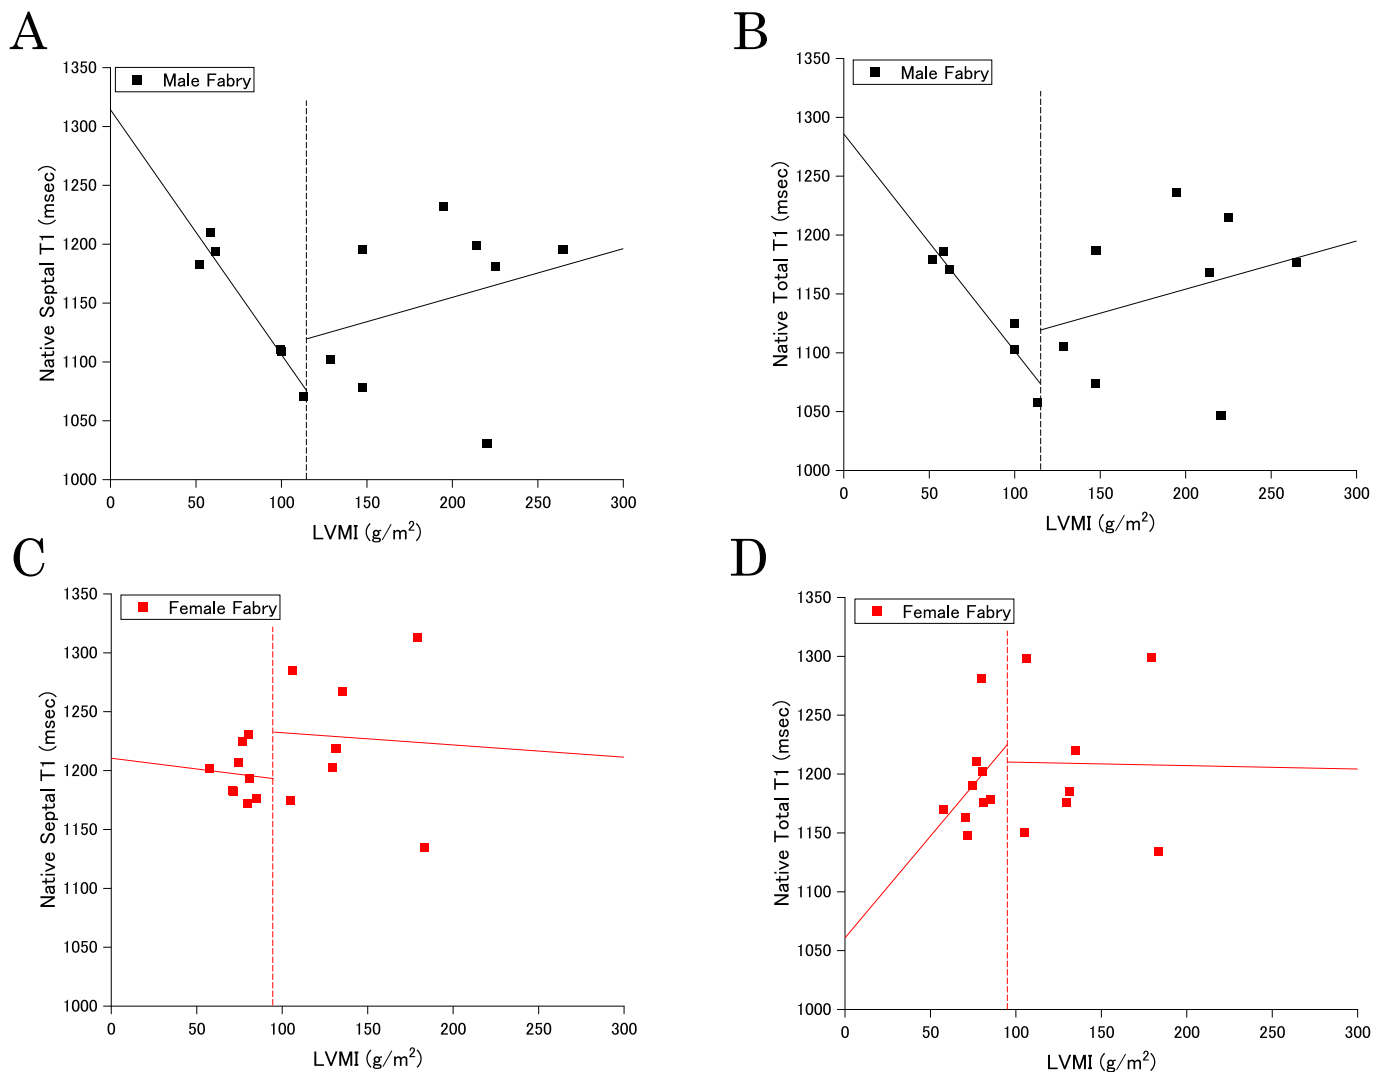 A
1350
1300
1250
1200
1150
1100
1050
1000
Native Septal T1 (msec)
Male Fabry
0 50 100 150 200 250 300
LVMI (g/m²)
B
1350
1300
1250
1200
1150
1100
1050
1000
Native Total T1 (msec)
Male Fabry
0 50 100 150 200 250 300
LVMI (g/m²)
C
1350
1300
1250
1200
1150
1100
1050
1000
Native Septal T1 (msec)
Female Fabry
0 50 100 150 200 250 300
LVMI (g/m²)
D
1350
1300
1250
1200
1150
1100
1050
1000
Native Total T1 (msec)
Female Fabry
0 50 100 150 200 250 300
LVMI (g/m²)